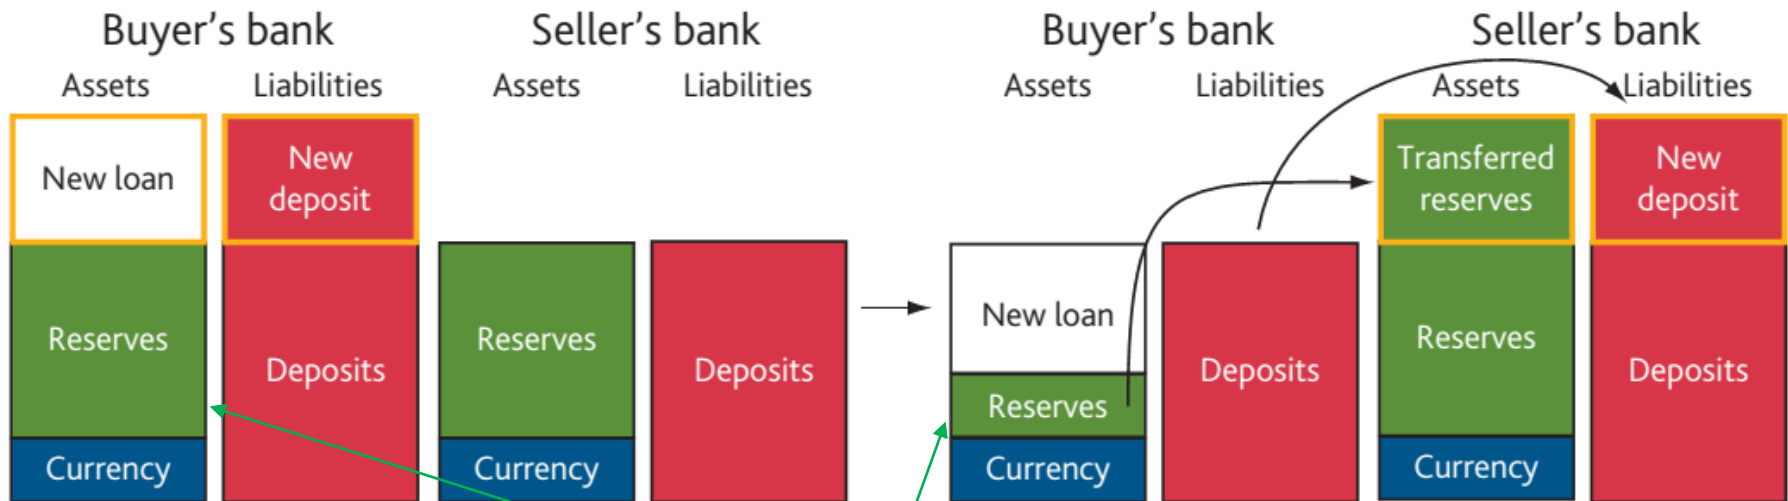 Buyer's bank
Seller's bank
Buyer's bank
Seller's bank
Assets
Liabilities
Assets
Liabilities
Assets
Liabilities
Assets
Liabilities
New loan
New
deposit
Reserves
Deposits
Currency
Reserves
Deposits
Currency
New loan
Reserves
Currency
Deposits
Transferred
reserves
New
deposit
Reserves
Deposits
Currency